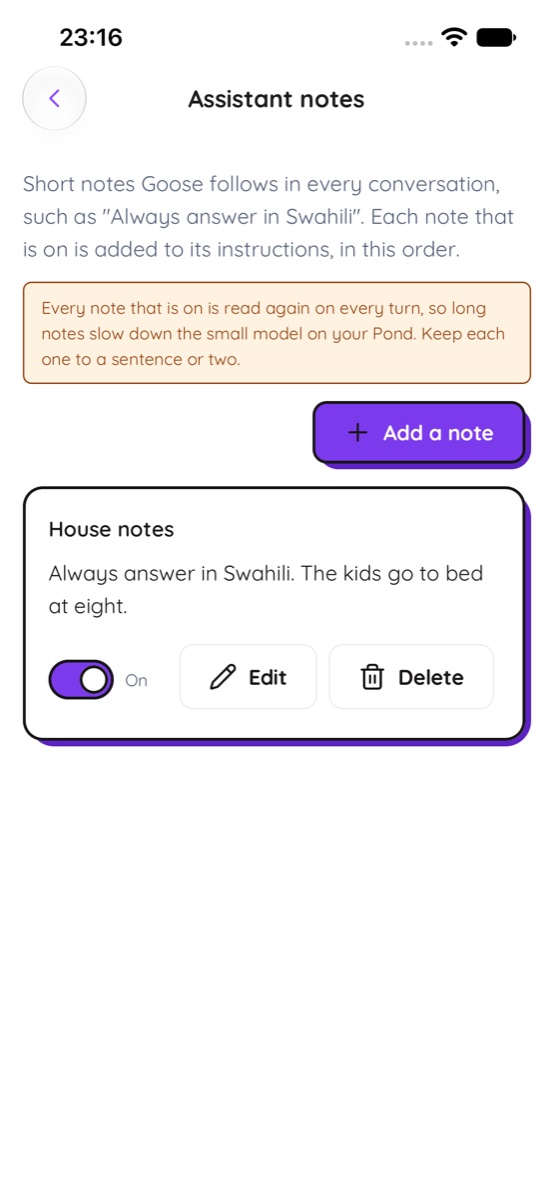 23:16
Assistant notes
Short notes Goose follows in every conversation,
such as "Always answer in Swahili". Each note that
is on is added to its instructions, in this order.
Every note that is on is read again on every turn, so long
notes slow down the small model on your Pond. Keep each
one to a sentence or two.
Add a note
House notes
Always answer in Swahili. The kids go to bed
at eight.
On
Edit
Delete